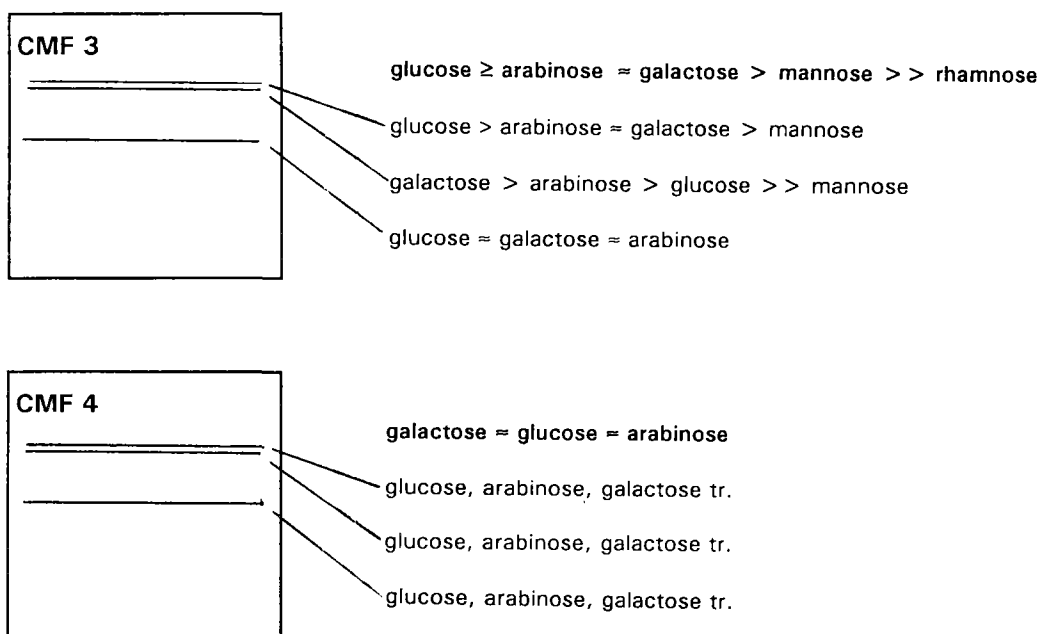 CMF 3
glucose ≥ arabinose ≈ galactose > mannose > > rhamnose
glucose > arabinose ≈ galactose > mannose
galactose > arabinose > glucose > > mannose
glucose ≈ galactose ≈ arabinose
CMF 4
galactose ≈ glucose ≈ arabinose
glucose, arabinose, galactose tr.
glucose, arabinose, galactose tr.
glucose, arabinose, galactose tr.